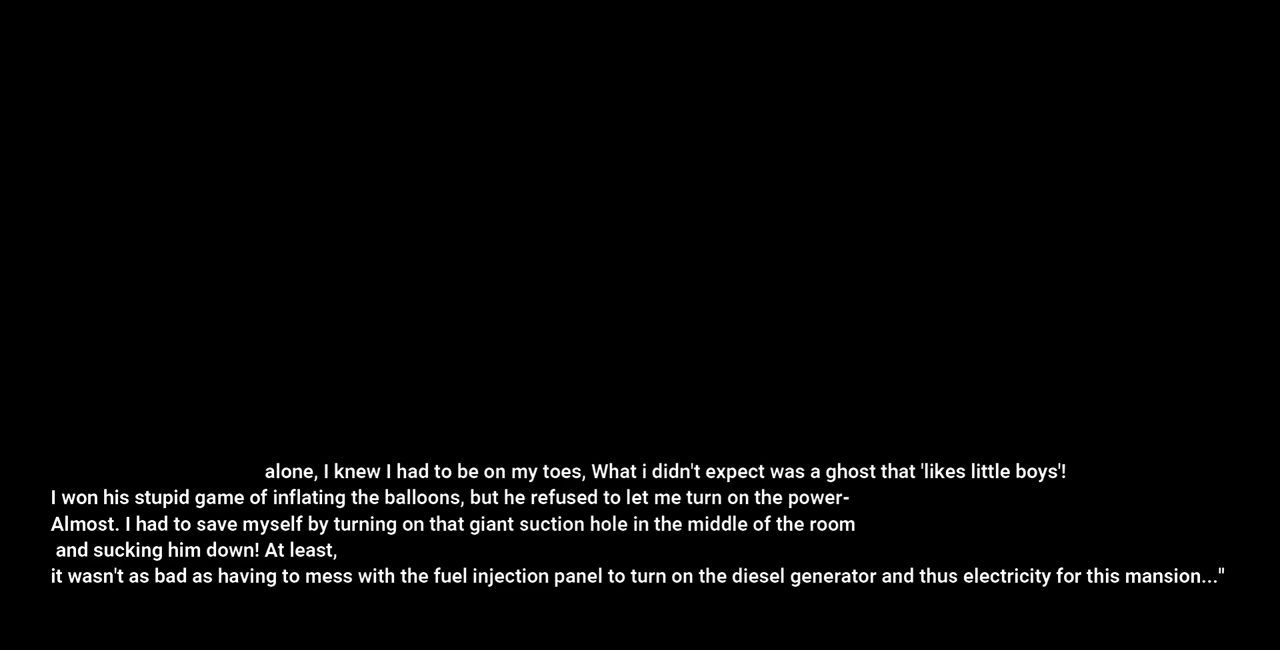 alone, I knew I had to be on my toes, What i didn't expect was a ghost that 'likes little boys'!
I won his stupid game of inflating the balloons, but he refused to let me turn on the power-
Almost. I had to save myself by turning on that giant suction hole in the middle of the room
and sucking him down! At least,
it wasn't as bad as having to mess with the fuel injection panel to turn on the diesel generator and thus electricity for this mansion..."